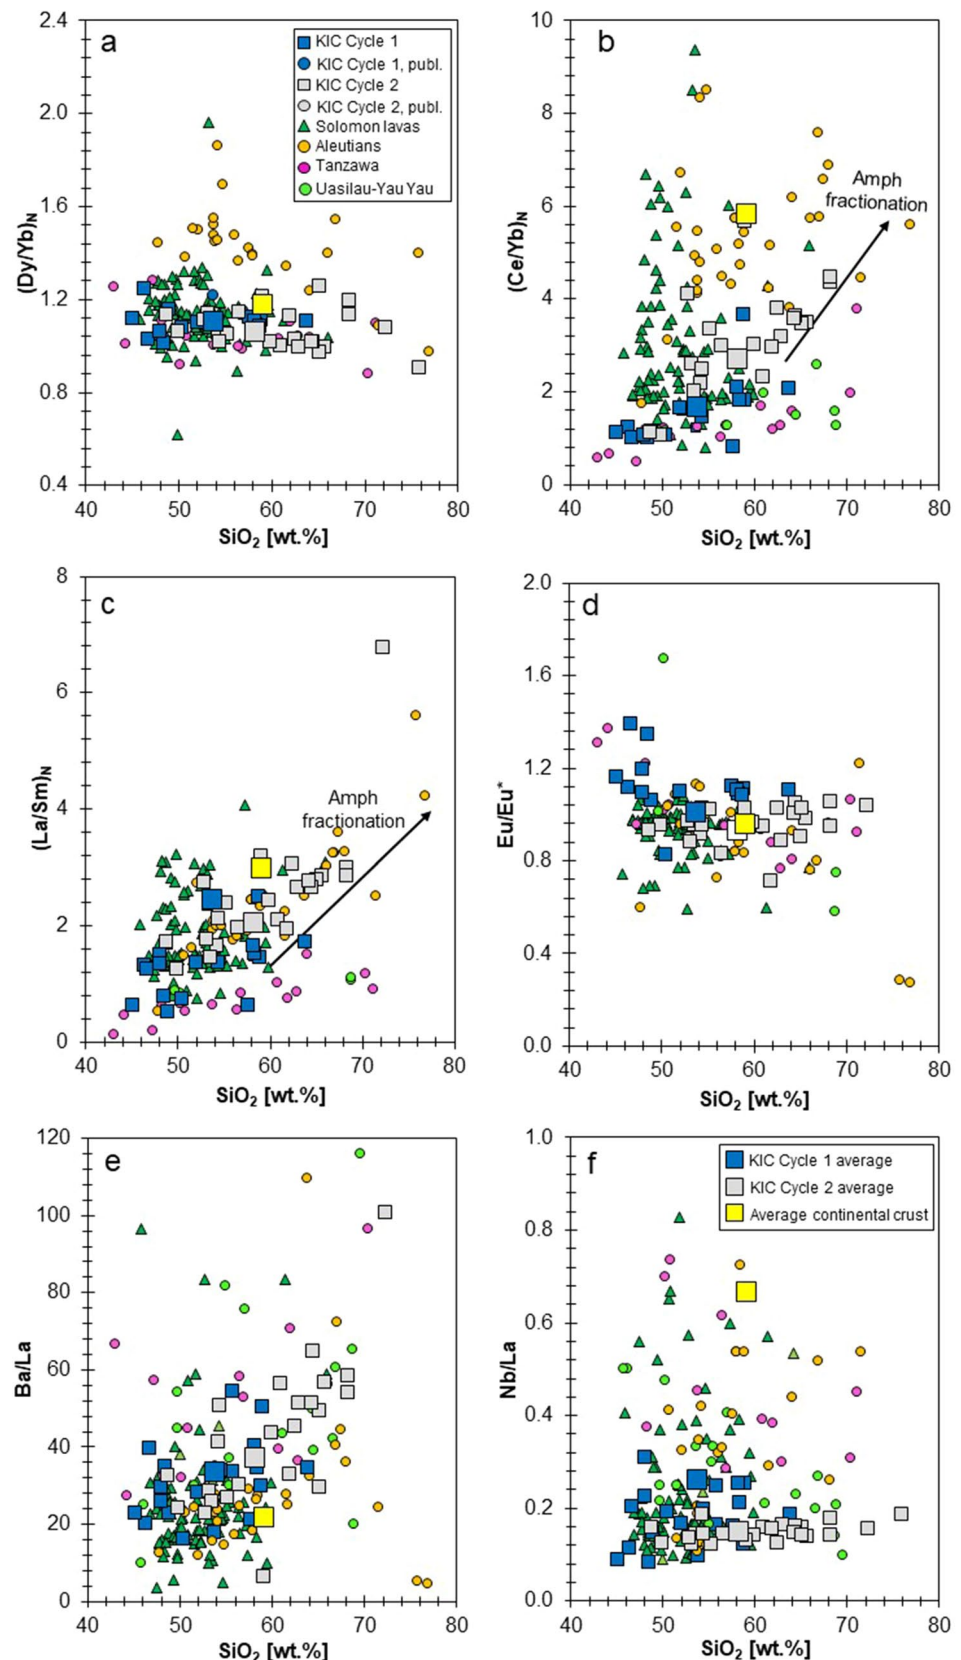 a
2.4
2.0
1.6
1.2
0.8
0.4
(Dy/Yb)N
40 50 60 70 80
SiO2 [wt.%]
KIC Cycle 1
KIC Cycle 1, publ.
KIC Cycle 2
KIC Cycle 2, publ.
Solomon lavas
Aleutians
Tanzawa
Uasilau-Yau Yau
b
10
8
6
4
2
0
(Ce/Yb)N
Amph
fractionation
40 50 60 70 80
SiO2 [wt.%]
c
8
6
4
2
0
(La/Sm)N
Amph
fractionation
40 50 60 70 80
SiO2 [wt.%]
d
2.0
1.6
1.2
0.8
0.4
0.0
Eu/Eu*
40 50 60 70 80
SiO2 [wt.%]
e
120
100
80
60
40
20
0
Ba/La
40 50 60 70 80
SiO2 [wt.%]
f
1.0
0.8
0.6
0.4
0.2
0.0
Nb/La
KIC Cycle 1 average
KIC Cycle 2 average
Average continental crust
40 50 60 70 80
SiO2 [wt.%]